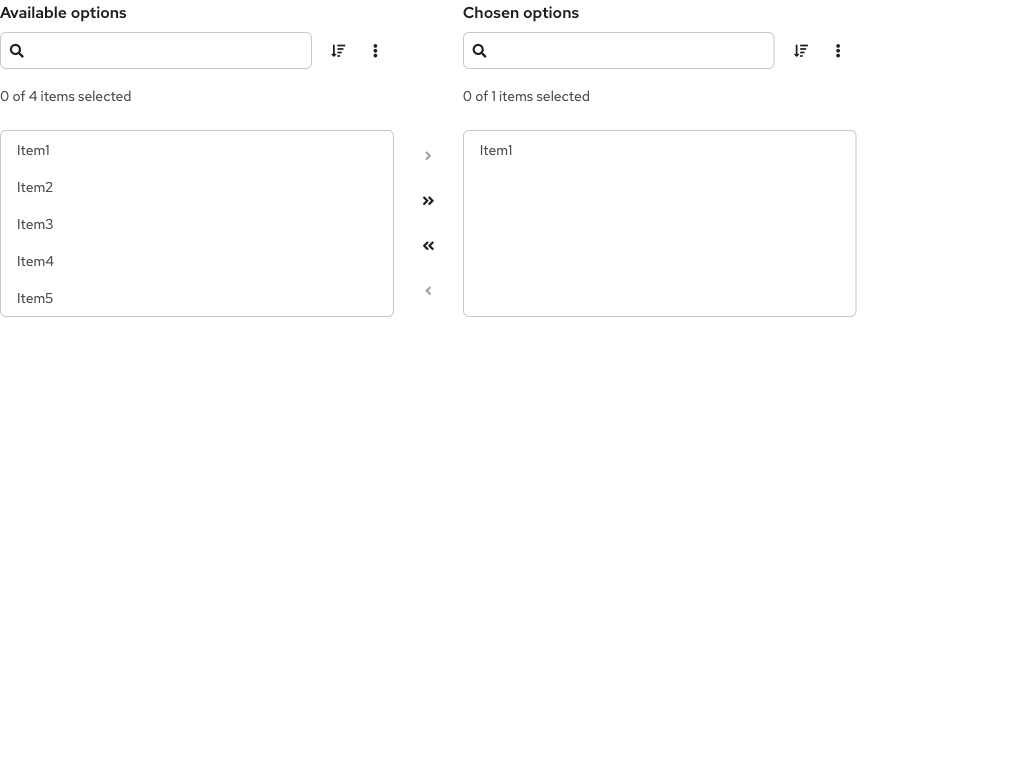 Available options
0 of 4 items selected
Item1
Item2
Item3
Item4
Item5
Chosen options
0 of 1 items selected
Item1